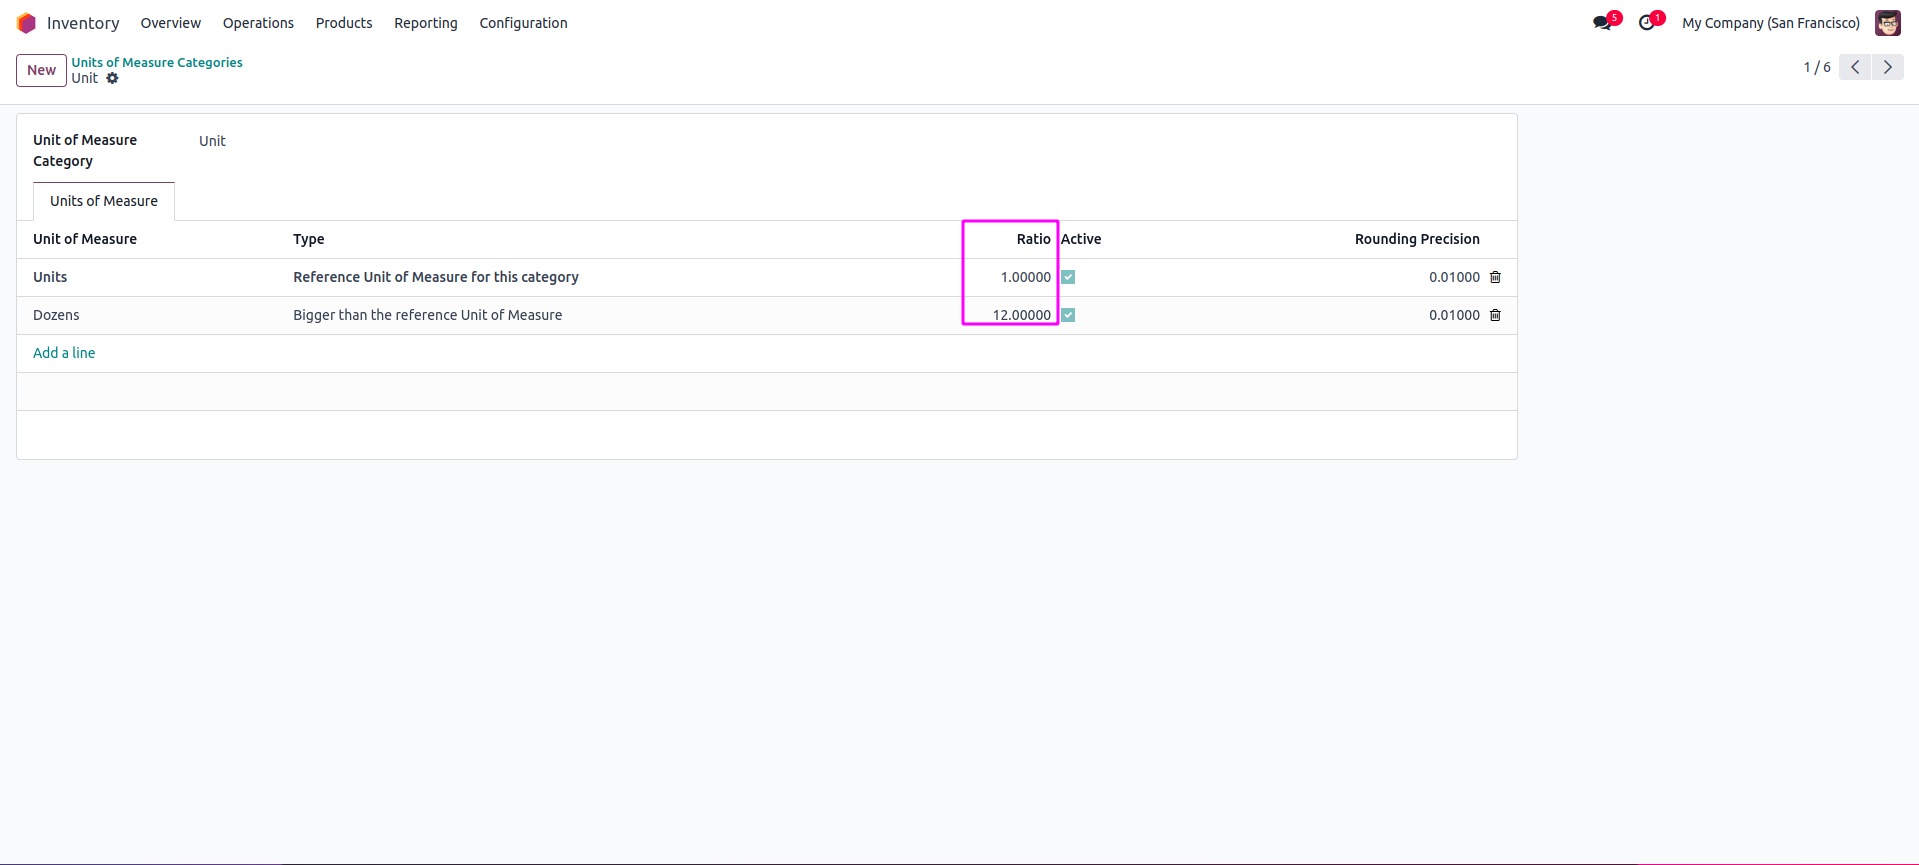 Inventory Overview Operations Products Reporting Configuration 5 1 My Company (San Francisco)
New Units of Measure Categories
Unit 1 / 6
Unit of Measure Category Unit
Units of Measure
Unit of Measure Type Ratio Active Rounding Precision
Units Reference Unit of Measure for this category 1.00000 0.01000
Dozens Bigger than the reference Unit of Measure 12.00000 0.01000
Add a line